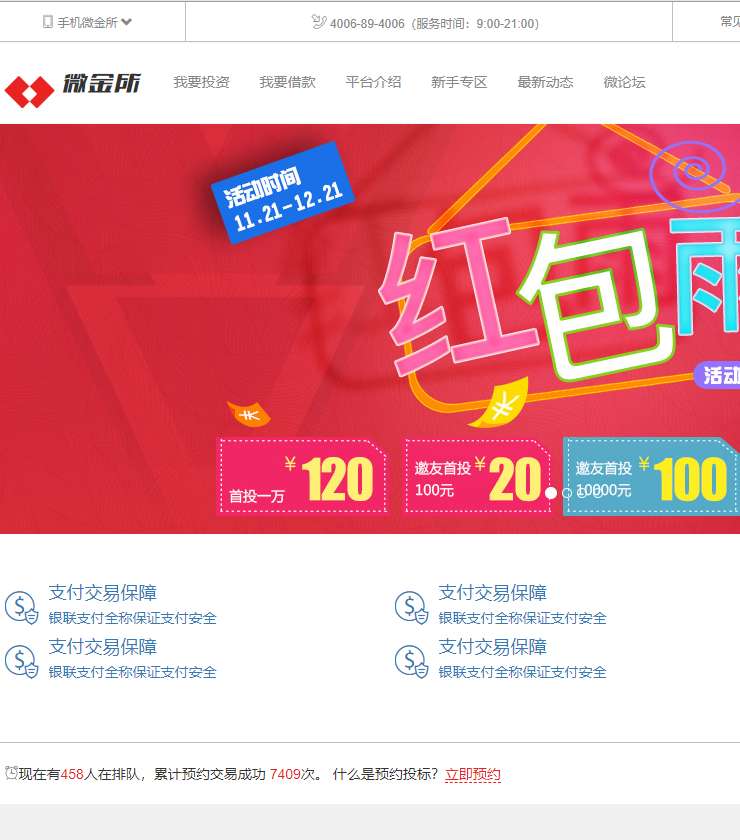 手机微金所
4006-89-4006（服务时间：9:00-21:00）
常见
微金所
我要投资 我要借款 平台介绍 新手专区 最新动态 微论坛
活动时间
11.21-12.21
红包雨
活动
首投一万 ¥120
邀友首投
100元 ¥20
邀友首投
10000元 ¥100
支付交易保障
银联支付全称保证支付安全
支付交易保障
银联支付全称保证支付安全
支付交易保障
银联支付全称保证支付安全
支付交易保障
银联支付全称保证支付安全
现在有458人在排队，累计预约交易成功 7409次。 什么是预约投标？立即预约